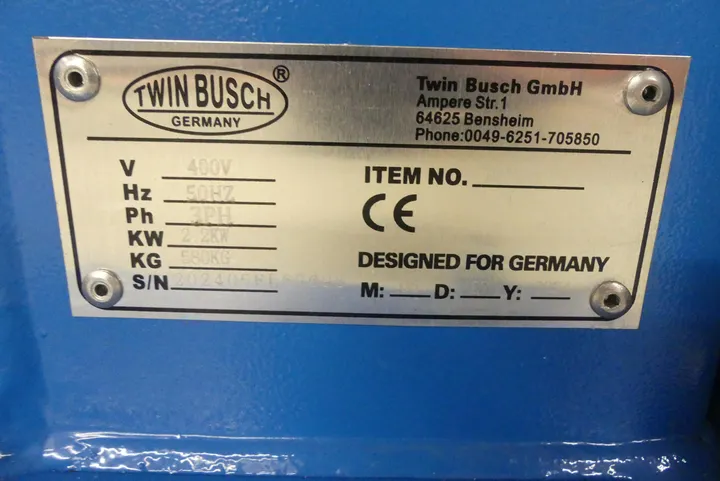 TWIN BUSCH ®
GERMANY
Twin Busch GmbH
Ampere Str.1
64625 Bensheim
Phone:0049-6251-705850
V 400V
Hz 50HZ
Ph 3PH
KW 2.2KW
KG 580KG
S/N
ITEM NO.
CE
DESIGNED FOR GERMANY
M: D: Y: